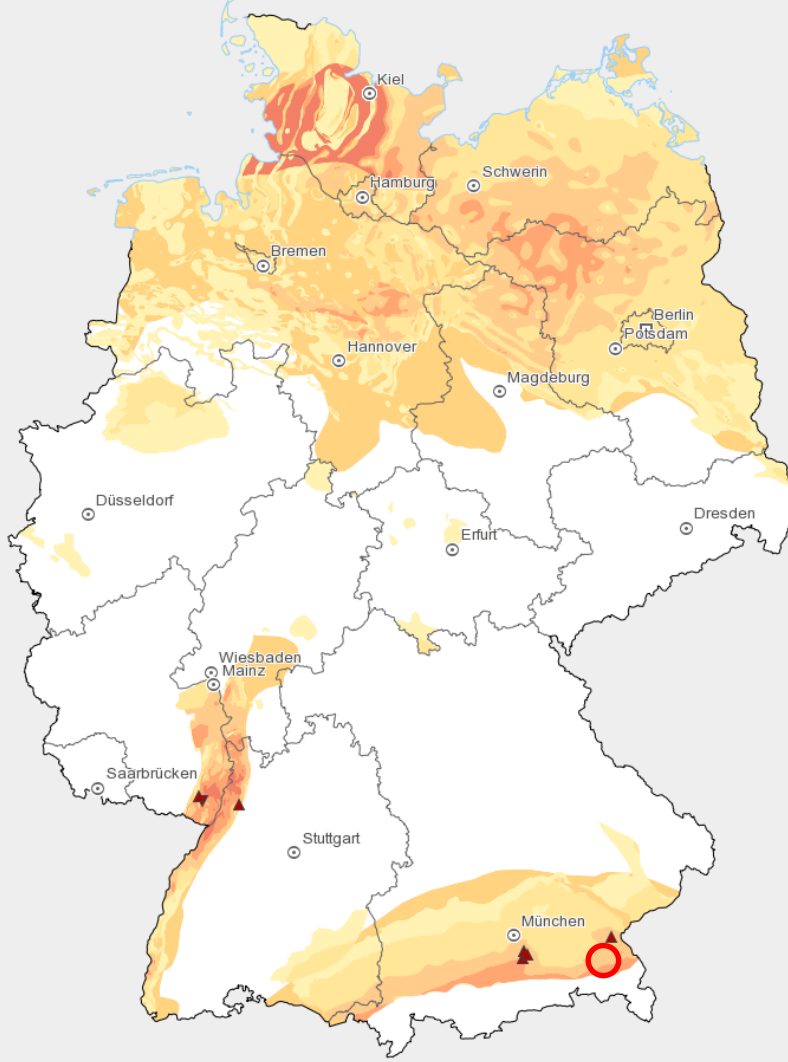 Kiel
Schwerin
Hamburg
Bremen
Berlin
Potsdam
Hannover
Magdeburg
Düsseldorf
Dresden
Erfurt
Wiesbaden
Mainz
Saarbrücken
Stuttgart
München